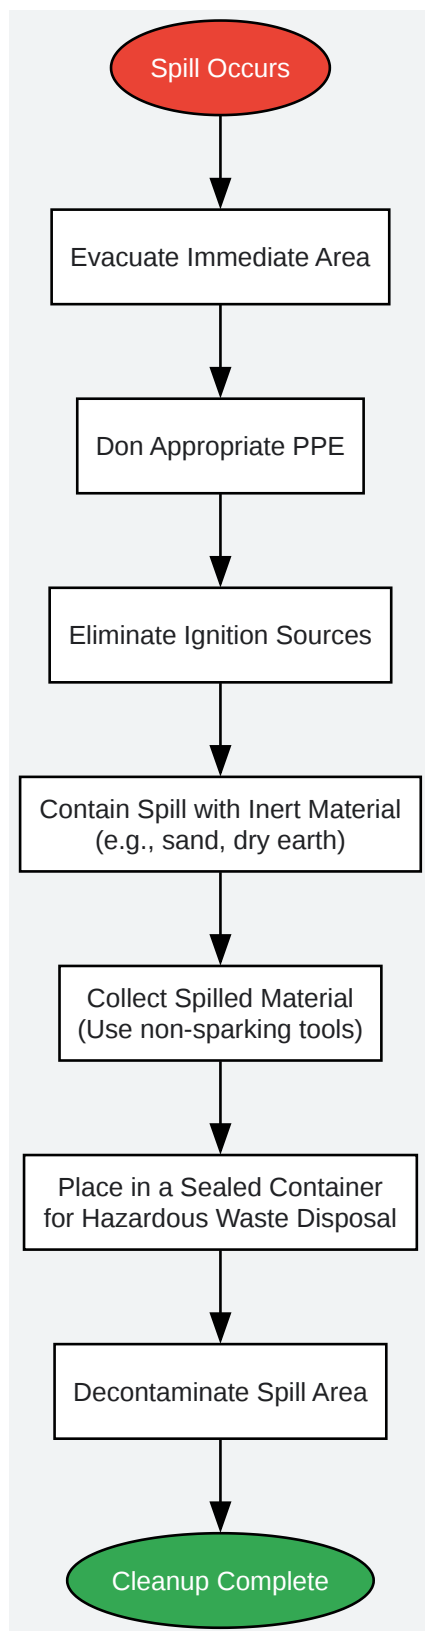 Spill Occurs
Evacuate Immediate Area
Don Appropriate PPE
Eliminate Ignition Sources
Contain Spill with Inert Material
(e.g., sand, dry earth)
Collect Spilled Material
(Use non-sparking tools)
Place in a Sealed Container
for Hazardous Waste Disposal
Decontaminate Spill Area
Cleanup Complete